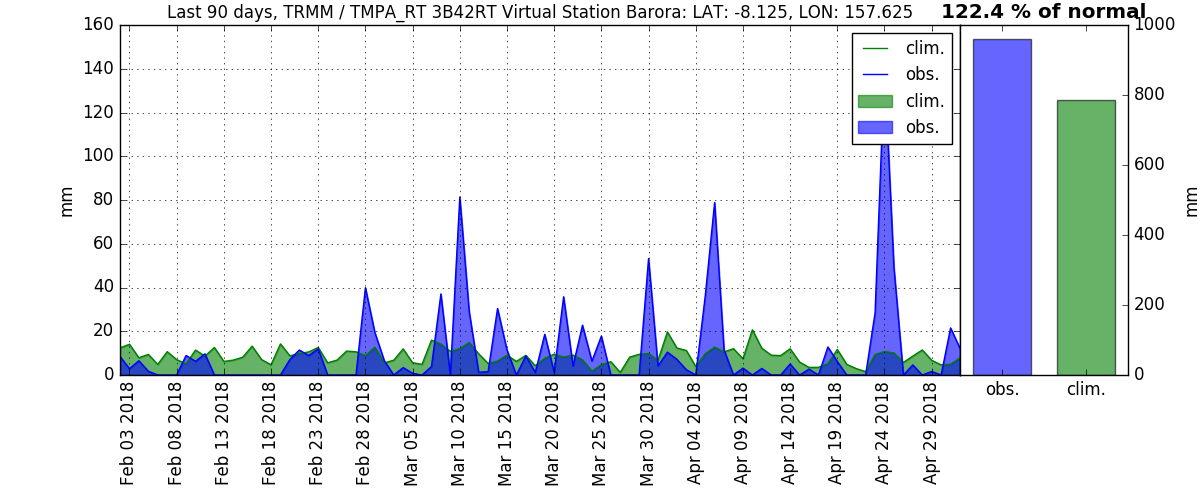 Last 90 days, TRMM / TMPA_RT 3B42RT Virtual Station Barora: LAT: -8.125, LON: 157.625
122.4 % of normal
160
140
120
100
80
60
40
20
0
mm
clim.
obs.
clim.
obs.
Feb 03 2018
Feb 08 2018
Feb 13 2018
Feb 18 2018
Feb 23 2018
Feb 28 2018
Mar 05 2018
Mar 10 2018
Mar 15 2018
Mar 20 2018
Mar 25 2018
Mar 30 2018
Apr 04 2018
Apr 09 2018
Apr 14 2018
Apr 19 2018
Apr 24 2018
Apr 29 2018
1000
800
600
400
200
0
mm
obs.
clim.